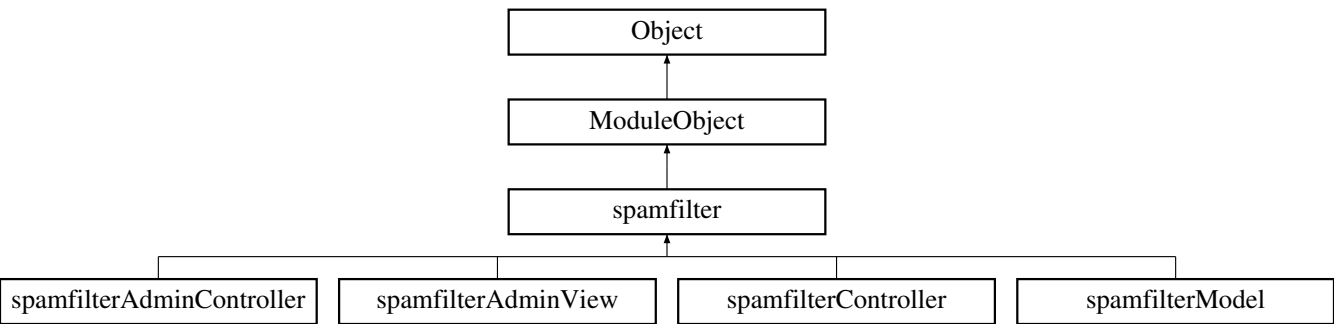 Object
ModuleObject
spamfilter
spamfilterAdminController
spamfilterAdminView
spamfilterController
spamfilterModel